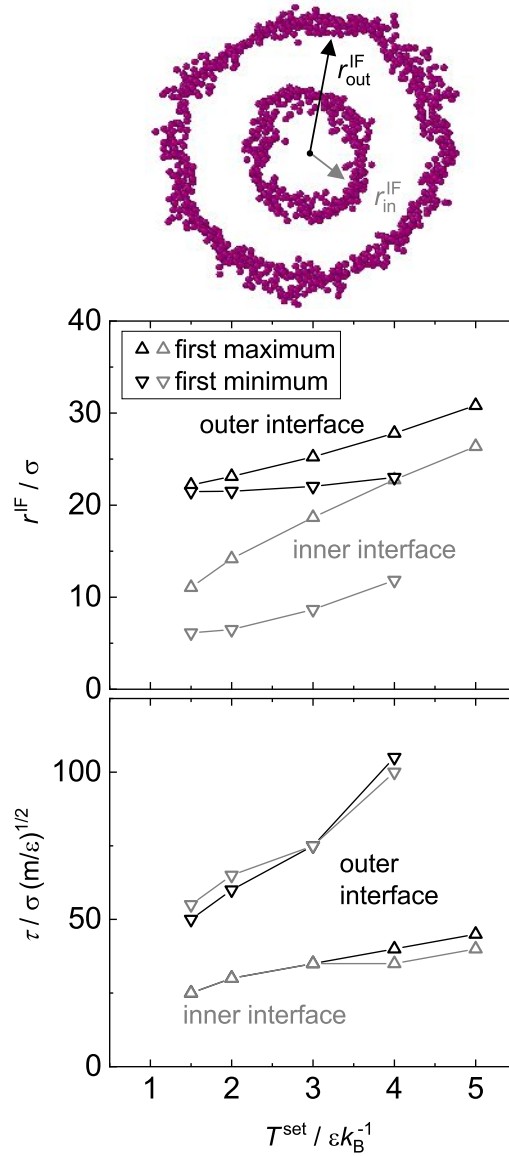 r_out^IF
r_in^IF
40
30
20
10
0
r^IF / σ
first maximum
first minimum
outer interface
inner interface
100
50
0
τ / σ (m/ε)^1/2
outer
interface
inner interface
1 2 3 4 5
T^set / εk_B^-1